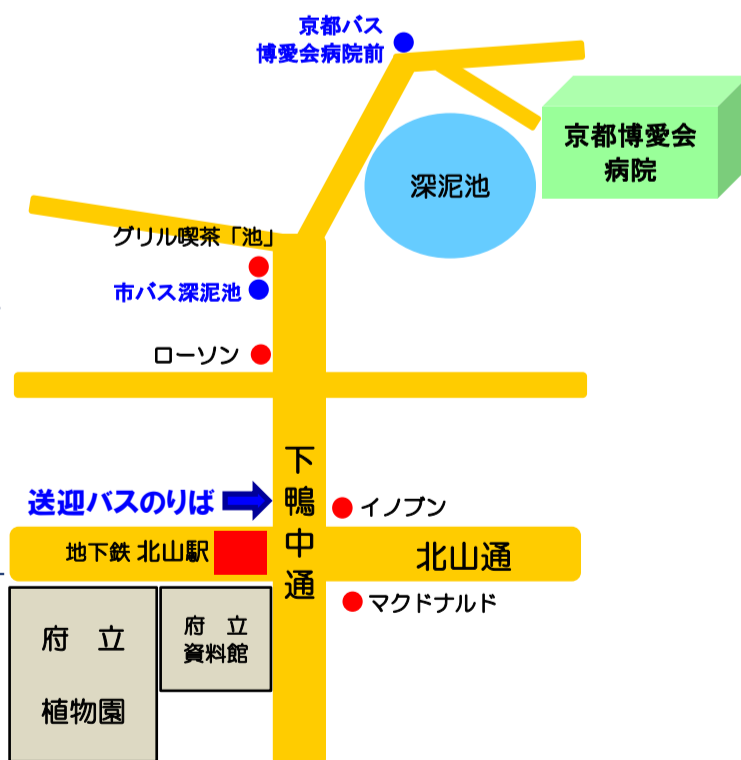 京都バス
博愛会病院前
京都博愛会
病院
深泥池
グリル喫茶「池」
市バス深泥池
ローソン
下鴨中通
送迎バスのりば
イノブン
地下鉄 北山駅
北山通
マクドナルド
府 立
植物園
府 立
資料館